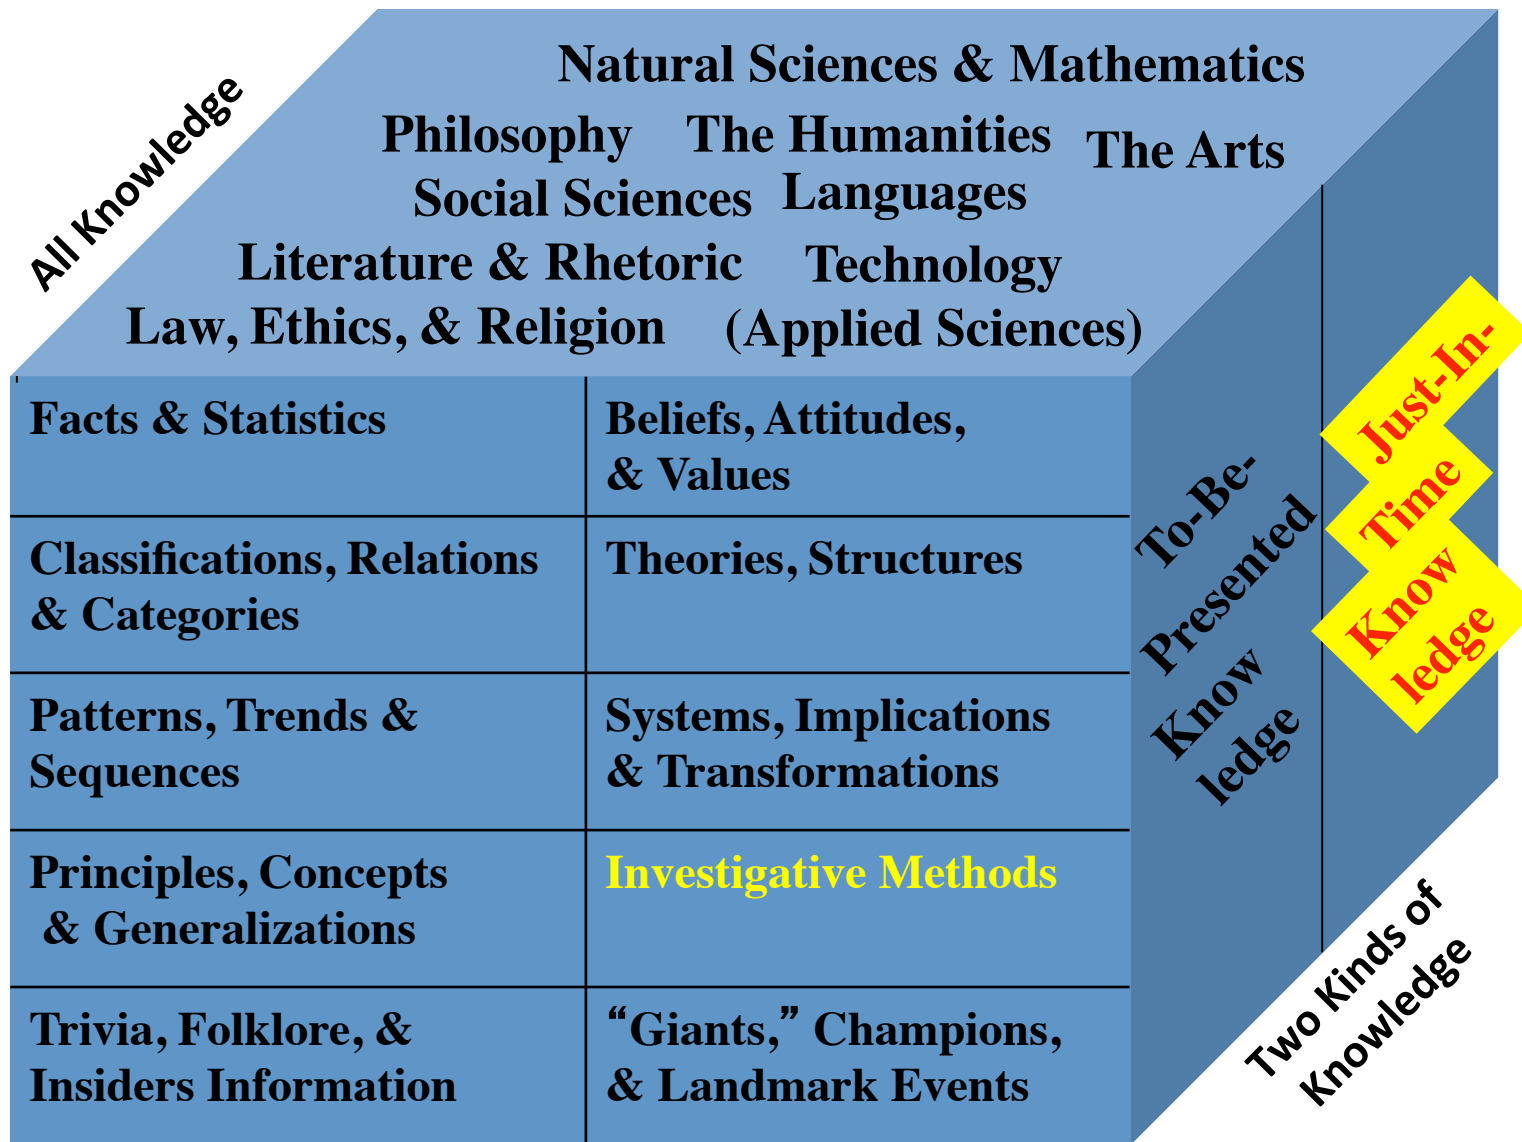 All Knowledge
Natural Sciences & Mathematics
Philosophy The Humanities The Arts
Social Sciences Languages
Literature & Rhetoric Technology
Law, Ethics, & Religion (Applied Sciences)
Facts & Statistics
Beliefs, Attitudes,
& Values
Classifications, Relations
& Categories
Theories, Structures
Patterns, Trends &
Sequences
Systems, Implications
& Transformations
Principles, Concepts
& Generalizations
Investigative Methods
Trivia, Folklore, &
Insiders Information
“Giants,” Champions,
& Landmark Events
To-Be-
Presented
Know
ledge
Just-In-
Time
Know
ledge
Two Kinds of
Knowledge